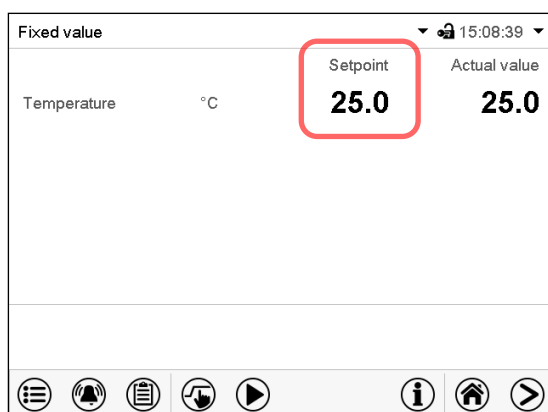 Fixed value 15:08:39
Setpoint Actual value
Temperature °C 25.0 25.0